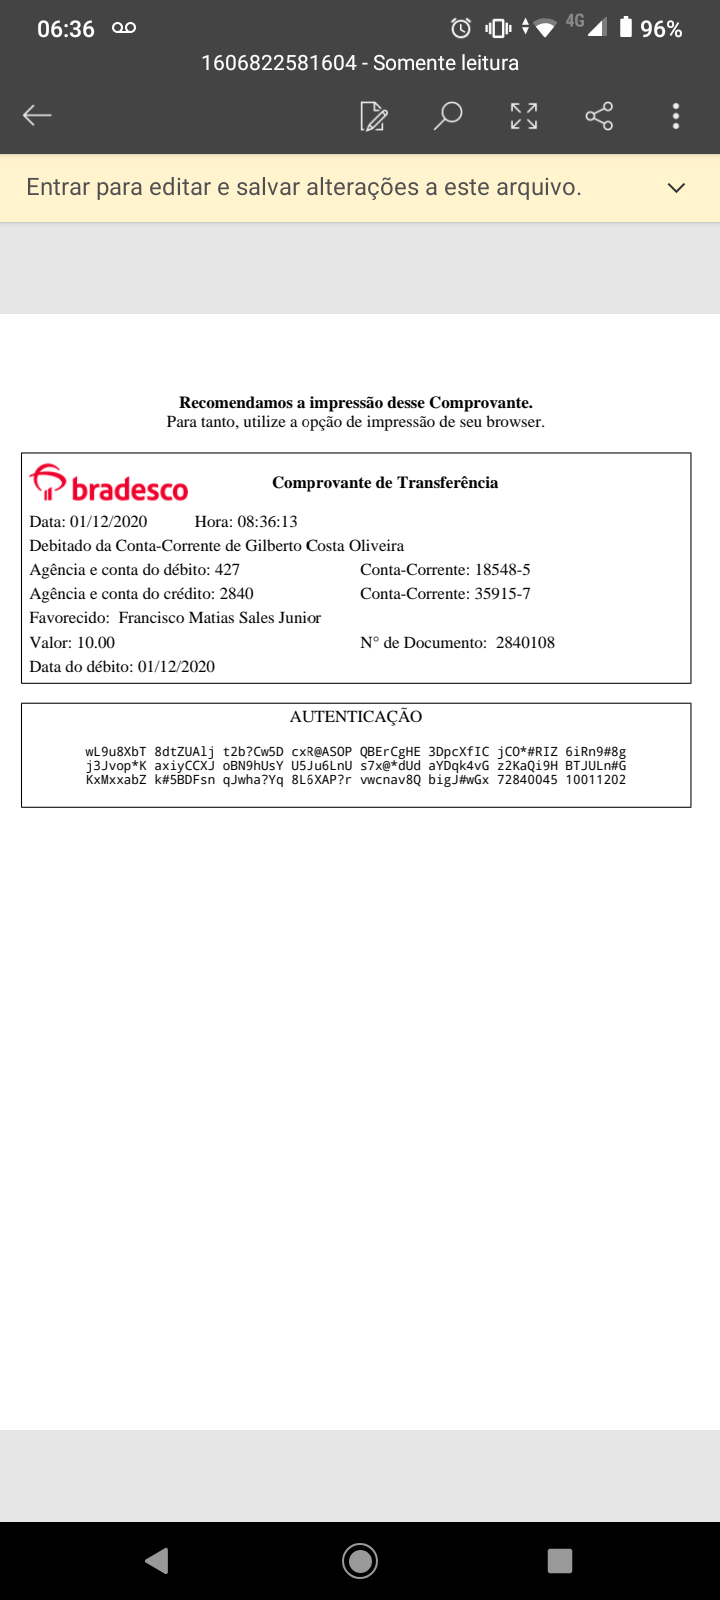 06:36
4G 96%
1606822581604 - Somente leitura
Entrar para editar e salvar alterações a este arquivo.
Recomendamos a impressão desse Comprovante.
Para tanto, utilize a opção de impressão de seu browser.
bradesco Comprovante de Transferência
Data: 01/12/2020 Hora: 08:36:13
Debitado da Conta-Corrente de Gilberto Costa Oliveira
Agência e conta do débito: 427 Conta-Corrente: 18548-5
Agência e conta do crédito: 2840 Conta-Corrente: 35915-7
Favorecido: Francisco Matias Sales Junior
Valor: 10.00 N° de Documento: 2840108
Data do débito: 01/12/2020
AUTENTICAÇÃO
wL9u8XbT 8dtZUAlj t2b?Cw5D cxR@ASOP QBErCgHE 3DpcXfIC jCO*#RIZ 6iRn9#8g
j3Jvop*K axiyCCXJ oBN9hUsY U5Ju6LnU s7x@*dUd aYDqk4vG z2KaQi9H BTJULn#G
KxMxxabZ k#5BDFsn qJwha?Yq 8L6XAP?r vwcnav8Q bigJ#wGx 72840045 10011202